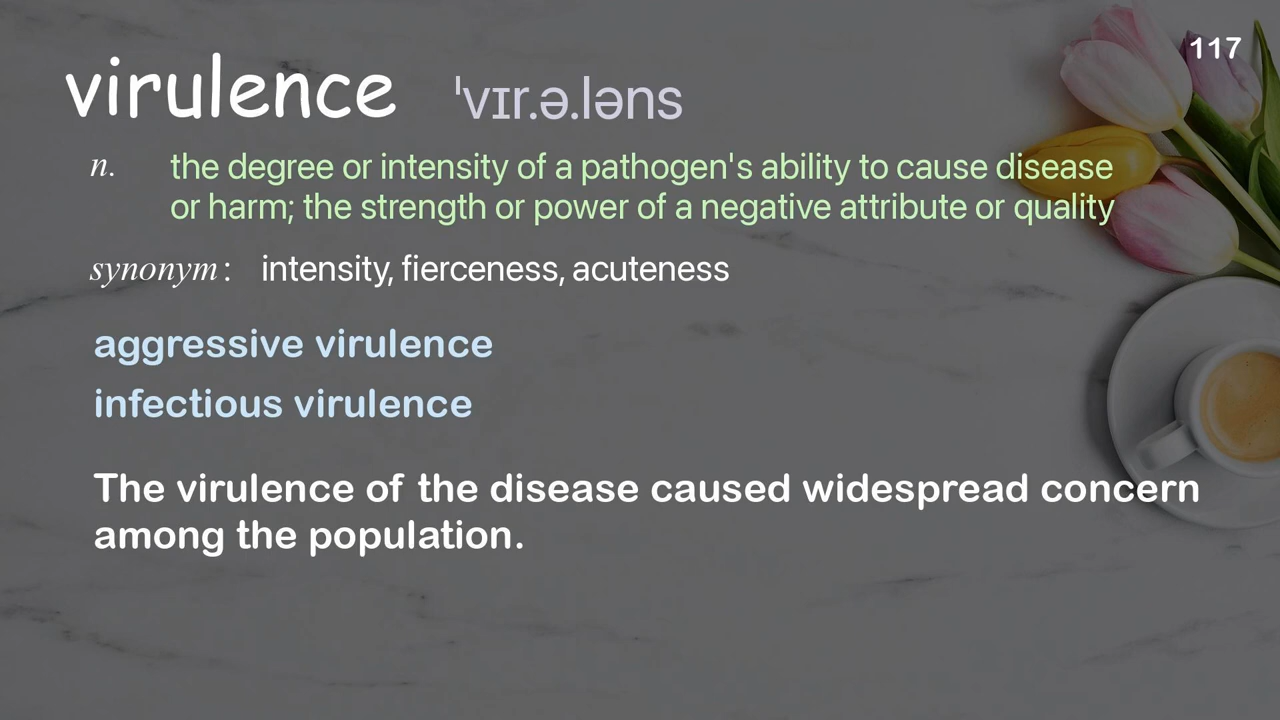 117
virulence ˈvɪr.ə.ləns
n. the degree or intensity of a pathogen's ability to cause disease
or harm; the strength or power of a negative attribute or quality
synonym: intensity, fierceness, acuteness
aggressive virulence
infectious virulence
The virulence of the disease caused widespread concern
among the population.